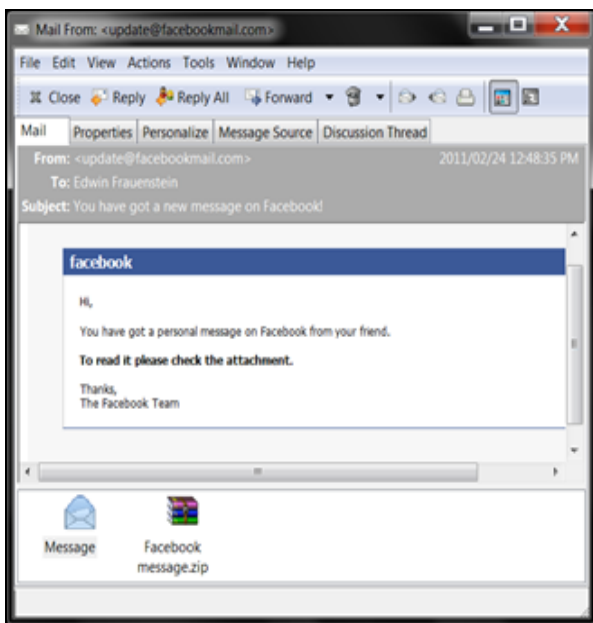 Mail From: <update@facebookmail.com>
File Edit View Actions Tools Window Help
Close Reply Reply All Forward
Mail Properties Personalize Message Source Discussion Thread
From: <update@facebookmail.com> 2011/02/24 12:48:35 PM
To: Edwin Frauenstein
Subject: You have got a new message on Facebook!
facebook
Hi,
You have got a personal message on Facebook from your friend.
To read it please check the attachment.
Thanks,
The Facebook Team
Message Facebook
message.zip